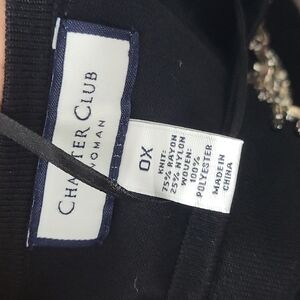 CHARTER CLUB
WOMAN
0X
KNIT:
75% RAYON
25% NYLON
WOVEN:
100%
POLYESTER
MADE IN
CHINA